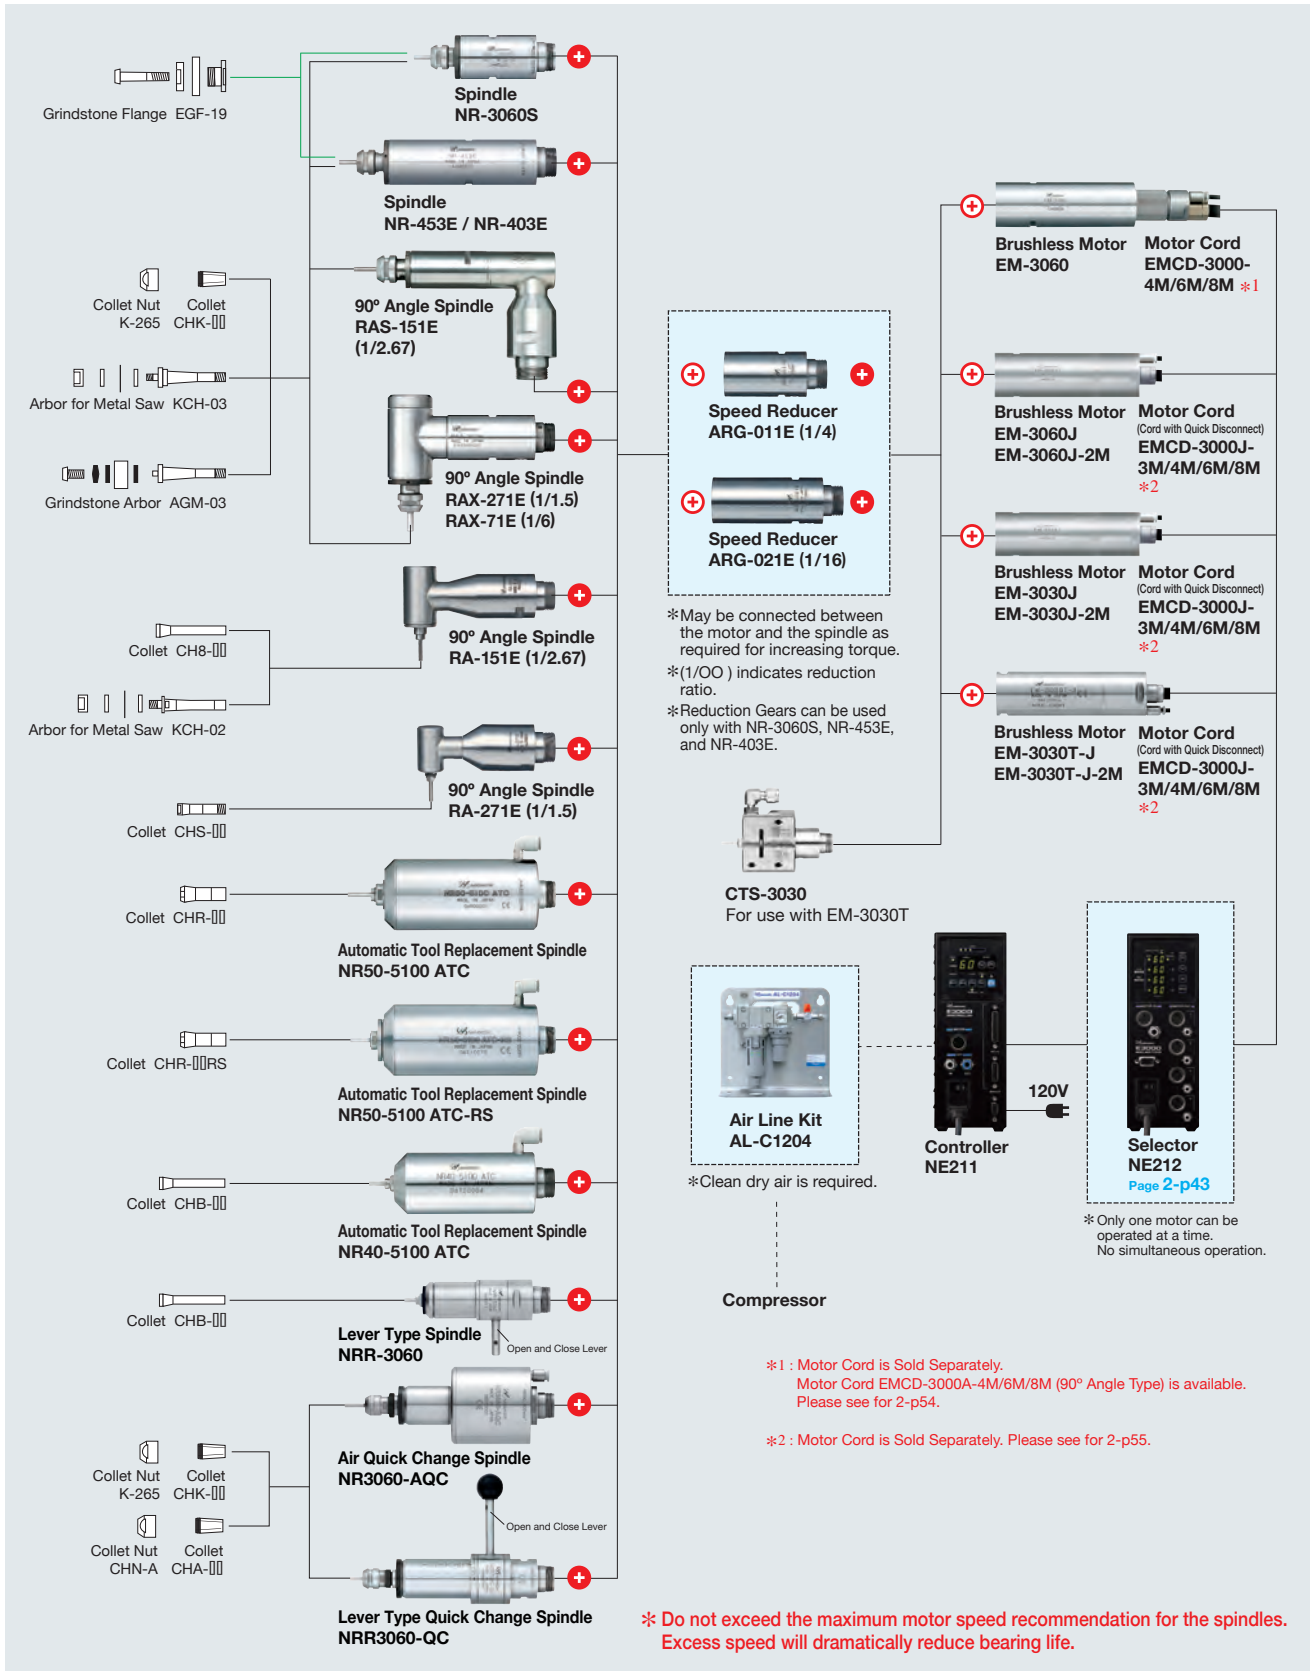 Grindstone Flange EGF-19
Spindle
NR-3060S
Spindle
NR-453E / NR-403E
Collet Nut
K-265
Collet
CHK-▯▯
90º Angle Spindle
RAS-151E
(1/2.67)
Arbor for Metal Saw KCH-03
Grindstone Arbor AGM-03
90º Angle Spindle
RAX-271E (1/1.5)
RAX-71E (1/6)
Collet CH8-▯▯
90º Angle Spindle
RA-151E (1/2.67)
Arbor for Metal Saw KCH-02
90º Angle Spindle
RA-271E (1/1.5)
Collet CHS-▯▯
Collet CHR-▯▯
NR50-5100 ATC
Automatic Tool Replacement Spindle
NR50-5100 ATC
Collet CHR-▯▯RS
Automatic Tool Replacement Spindle
NR50-5100 ATC-RS
Collet CHB-▯▯
NR40-5100 ATC
Automatic Tool Replacement Spindle
NR40-5100 ATC
Collet CHB-▯▯
Lever Type Spindle
NRR-3060
Open and Close Lever
Air Quick Change Spindle
NR3060-AQC
Collet Nut
K-265
Collet
CHK-▯▯
Open and Close Lever
Collet Nut
CHN-A
Collet
CHA-▯▯
Lever Type Quick Change Spindle
NRR3060-QC
Speed Reducer
ARG-011E (1/4)
Speed Reducer
ARG-021E (1/16)
*May be connected between
the motor and the spindle as
required for increasing torque.
*(1/OO ) indicates reduction
ratio.
*Reduction Gears can be used
only with NR-3060S, NR-453E,
and NR-403E.
CTS-3030
For use with EM-3030T
Brushless Motor
EM-3060
Motor Cord
EMCD-3000-
4M/6M/8M *1
Brushless Motor
EM-3060J
EM-3060J-2M
Motor Cord
(Cord with Quick Disconnect)
EMCD-3000J-
3M/4M/6M/8M
*2
Brushless Motor
EM-3030J
EM-3030J-2M
Motor Cord
(Cord with Quick Disconnect)
EMCD-3000J-
3M/4M/6M/8M
*2
Brushless Motor
EM-3030T-J
EM-3030T-J-2M
Motor Cord
(Cord with Quick Disconnect)
EMCD-3000J-
3M/4M/6M/8M
*2
AL-C1204
Air Line Kit
AL-C1204
*Clean dry air is required.
Compressor
60
E3000
Controller
NE211
120V
E3000
Selector
NE212
Page 2-p43
* Only one motor can be
operated at a time.
No simultaneous operation.
*1 : Motor Cord is Sold Separately.
Motor Cord EMCD-3000A-4M/6M/8M (90º Angle Type) is available.
Please see for 2-p54.
*2 : Motor Cord is Sold Separately. Please see for 2-p55.
* Do not exceed the maximum motor speed recommendation for the spindles.
Excess speed will dramatically reduce bearing life.